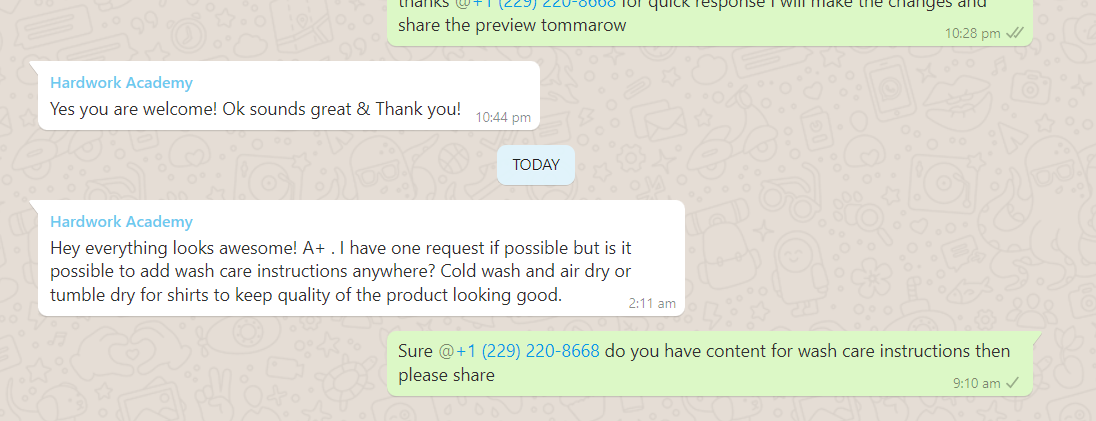 thanks @+1 (229) 220-8668 for quick response I will make the changes and
share the preview tommarow
10:28 pm
Hardwork Academy
Yes you are welcome! Ok sounds great & Thank you!
10:44 pm
TODAY
Hardwork Academy
Hey everything looks awesome! A+ . I have one request if possible but is it
possible to add wash care instructions anywhere? Cold wash and air dry or
tumble dry for shirts to keep quality of the product looking good.
2:11 am
Sure @+1 (229) 220-8668 do you have content for wash care instructions then
please share
9:10 am